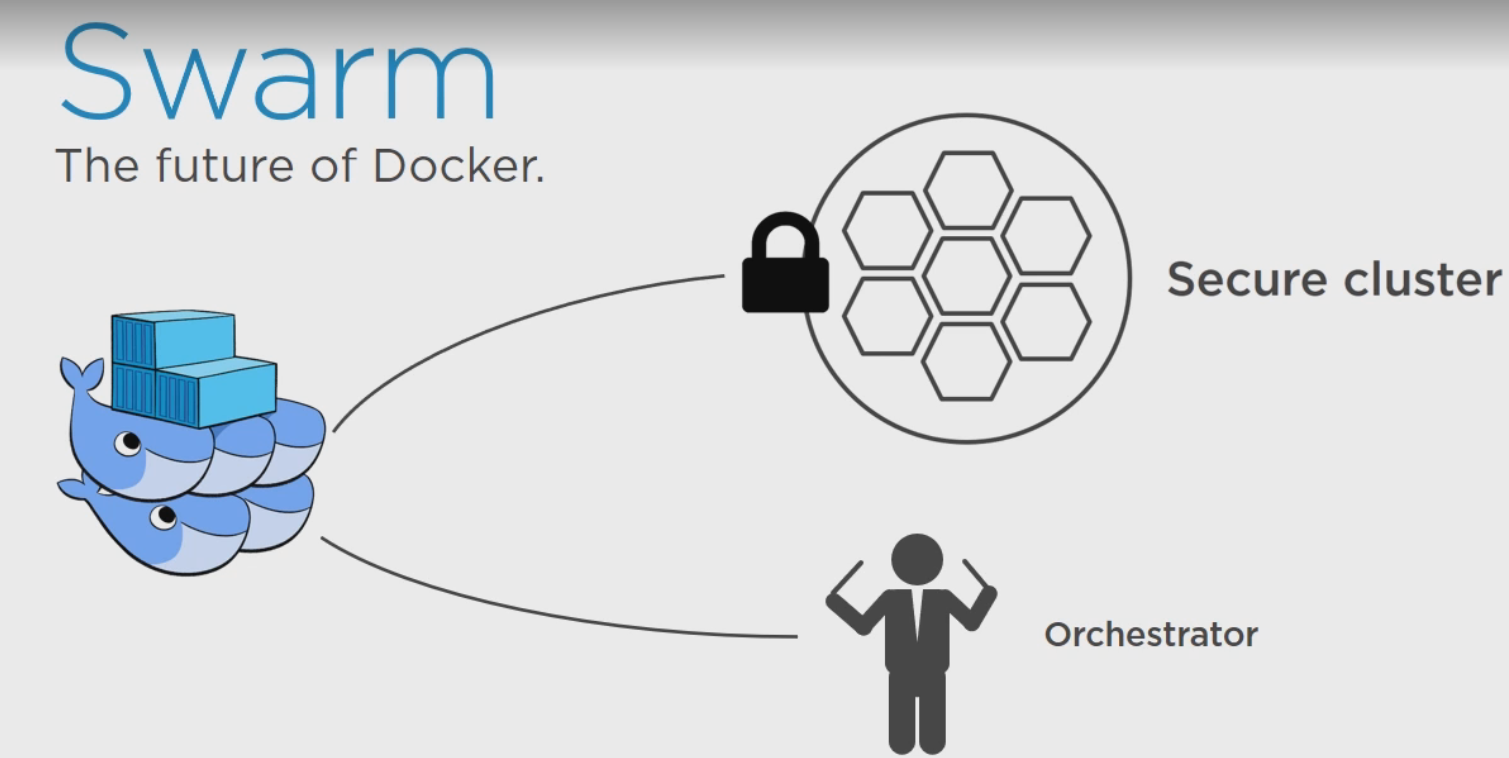 Swarm
The future of Docker.
Secure cluster
Orchestrator